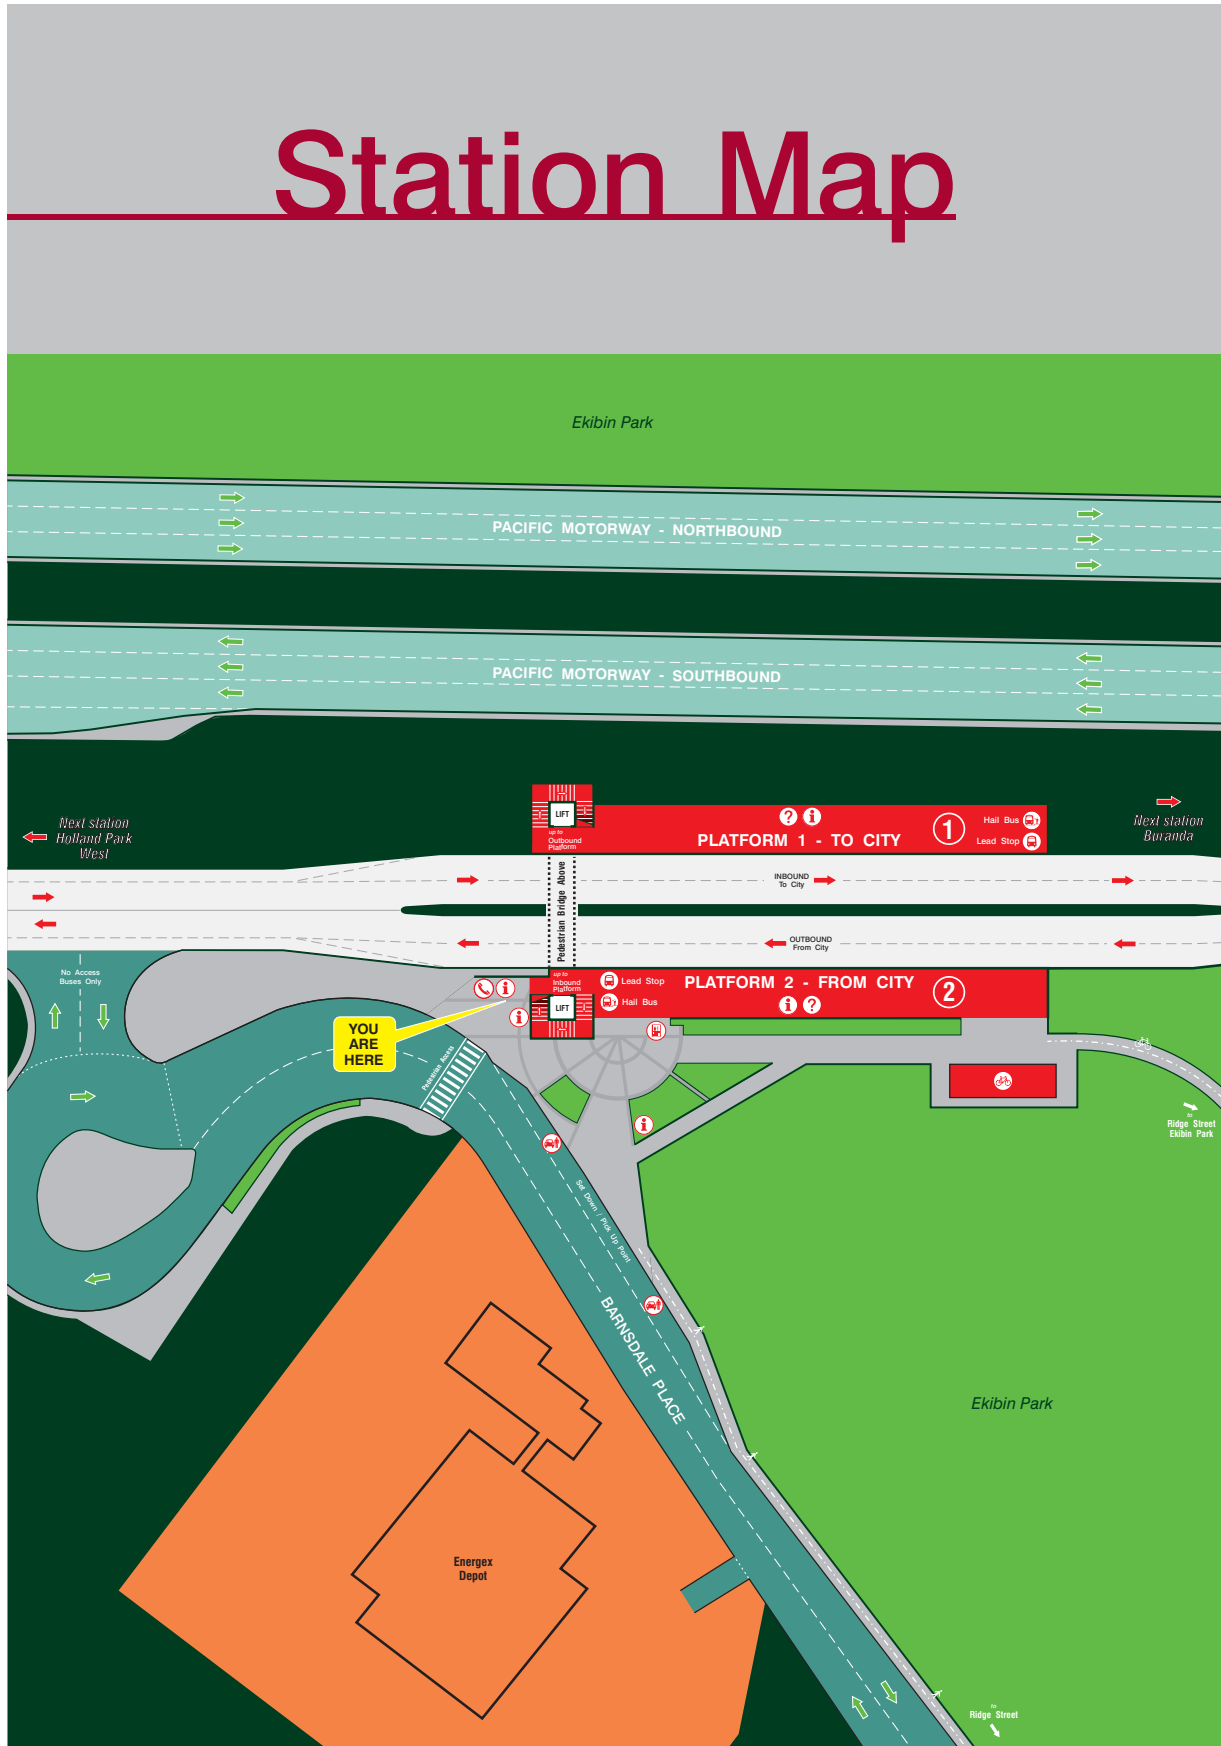 Station Map
Ekibin Park
PACIFIC MOTORWAY - NORTHBOUND
PACIFIC MOTORWAY - SOUTHBOUND
Next station
Holland Park
West
LIFT
up to
Outbound
Platform
PLATFORM 1 - TO CITY
1
Hail Bus
Lead Stop
Next station
Buranda
INBOUND
To City
Pedestrian Bridge Above
OUTBOUND
From City
No Access
Buses Only
up to
Inbound
Platform
LIFT
Lead Stop
Hail Bus
PLATFORM 2 - FROM CITY
2
YOU
ARE
HERE
Pedestrian Access
to
Ridge Street
Ekibin Park
Set Down / Pick Up Point
BARNSDALE PLACE
Ekibin Park
Energex
Depot
to
Ridge Street